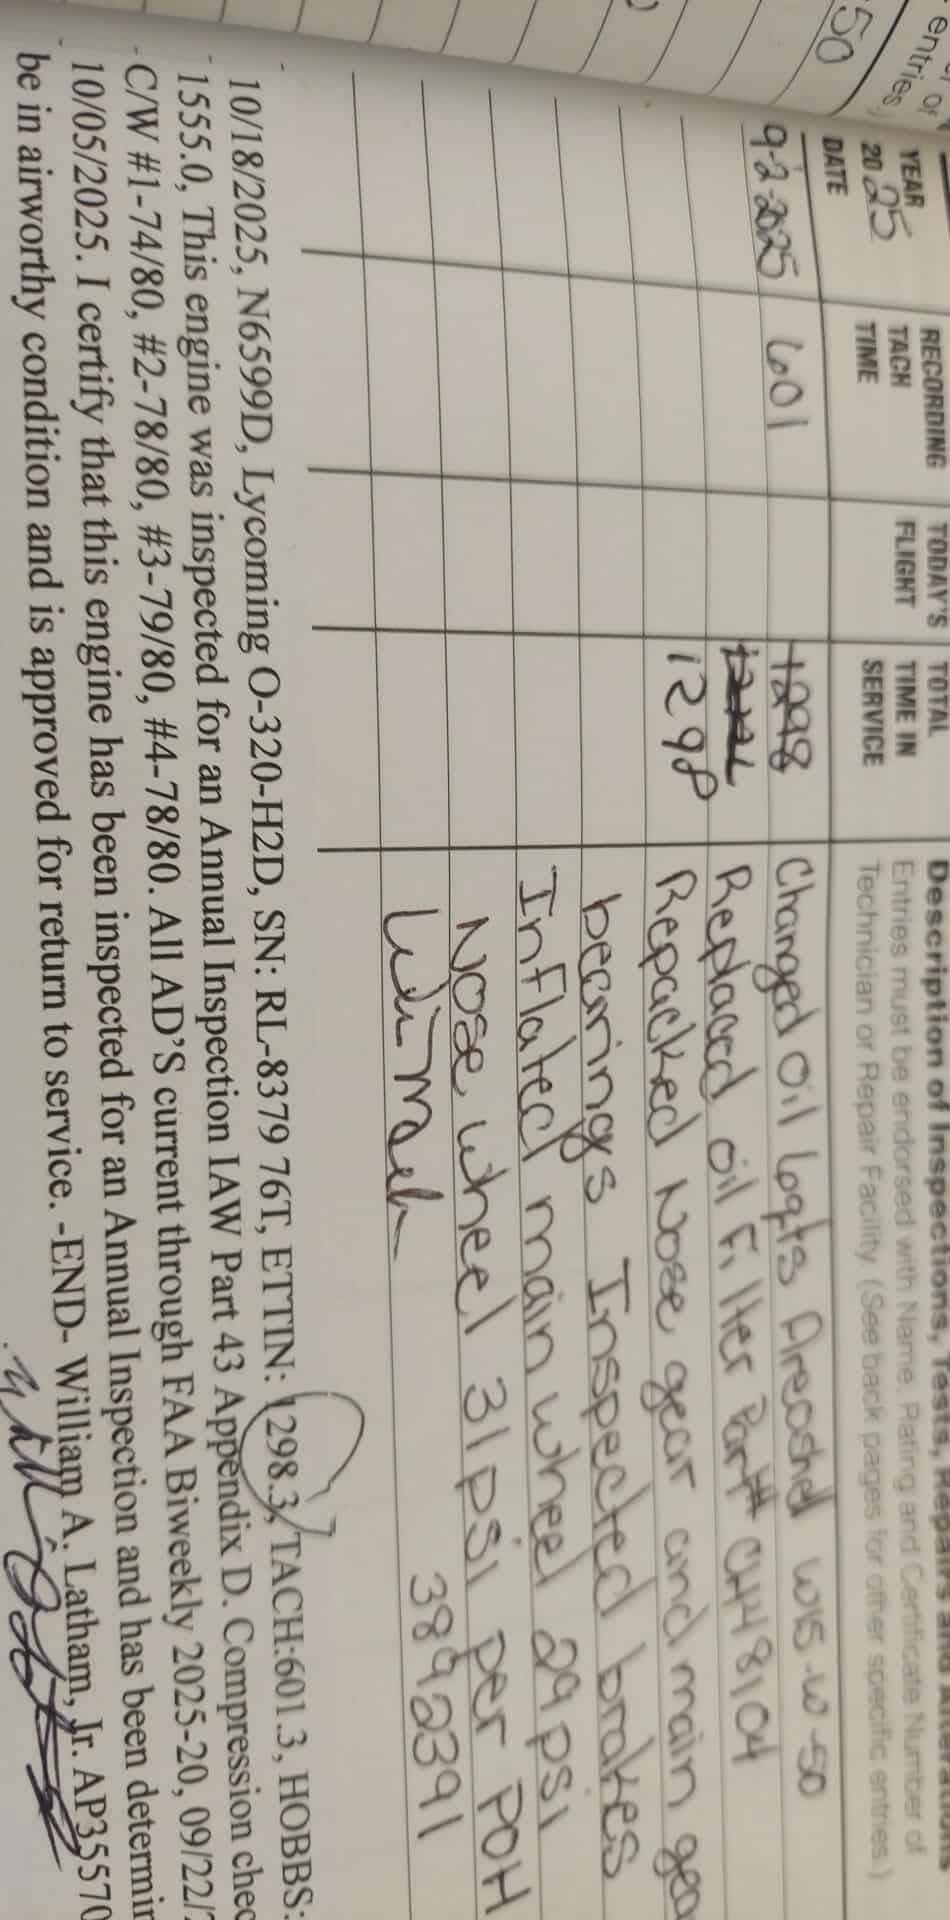 entries
50
YEAR
2025
DATE
RECORDING
TACH
TIME
TODAY'S
FLIGHT
TOTAL
TIME IN
SERVICE
Description of Inspections, Tests, Repairs and Alterations
Entries must be endorsed with Name, Rating and Certificate Number of
Technician or Repair Facility. (See back pages for other specific entries.)
9-2-2025 601 1298 Changed oil 6qts Aeroshell W15-W-50
Replaced oil Filter Part# CH48104
1298 Repacked Nose gear and main gea
bearings Inspected brakes
Inflated main wheel 29 psi
Nose wheel 31 psi per POH
3892391
10/18/2025, N6599D, Lycoming O-320-H2D, SN: RL-8379 76T, ETTIN: 1298.3, TACH:601.3, HOBBS:
1555.0, This engine was inspected for an Annual Inspection IAW Part 43 Appendix D. Compression chec
C/W #1-74/80, #2-78/80, #3-79/80, #4-78/80. All AD'S current through FAA Biweekly 2025-20, 09/22/
10/05/2025. I certify that this engine has been inspected for an Annual Inspection and has been determin
be in airworthy condition and is approved for return to service. -END- William A. Latham, Jr. AP35570